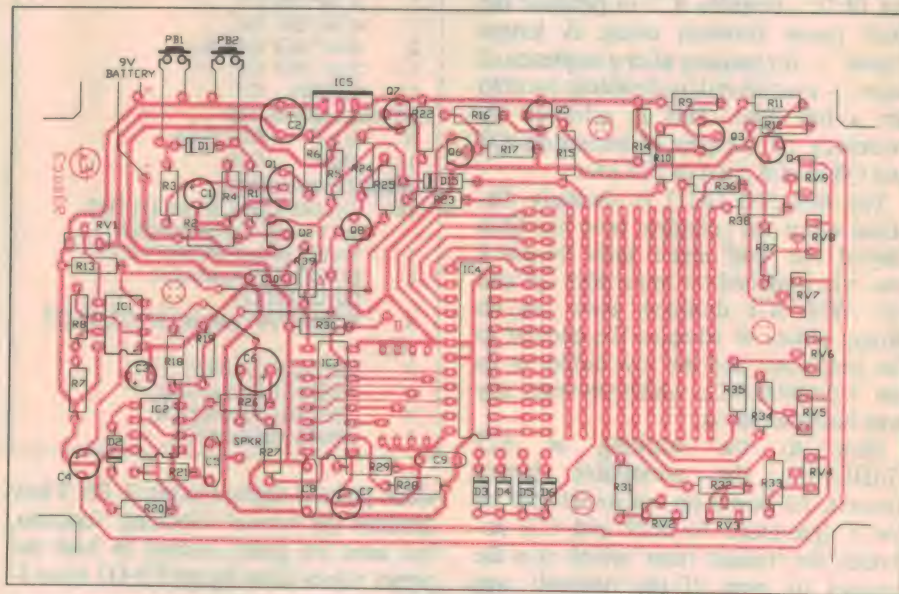 PB1 PB2
9V
BATTERY
IC5
Q7
C2
R22
R16
Q5
R9
R11
R12
D1
Q1
R6
R5
R24
Q6
R17
R15
R14
R10
Q3
Q4
R3
C1
R4
R1
R25
D15
R23
R36
RV9
R2
Q2
Q8
R38
RV8
RV1
R39
R37
R13
C10
IC4
RV7
IC1
R8
R30
R18
R19
C6
IC3
RV6
C3
R7
R35
R34
RV5
IC2
R26
SPKR
R27
D2
C4
R21
C5
R29
C9
R28
C8
C7
D3 D4 D5 D6
R31
R32
R33
RV4
R20
RV2
RV3